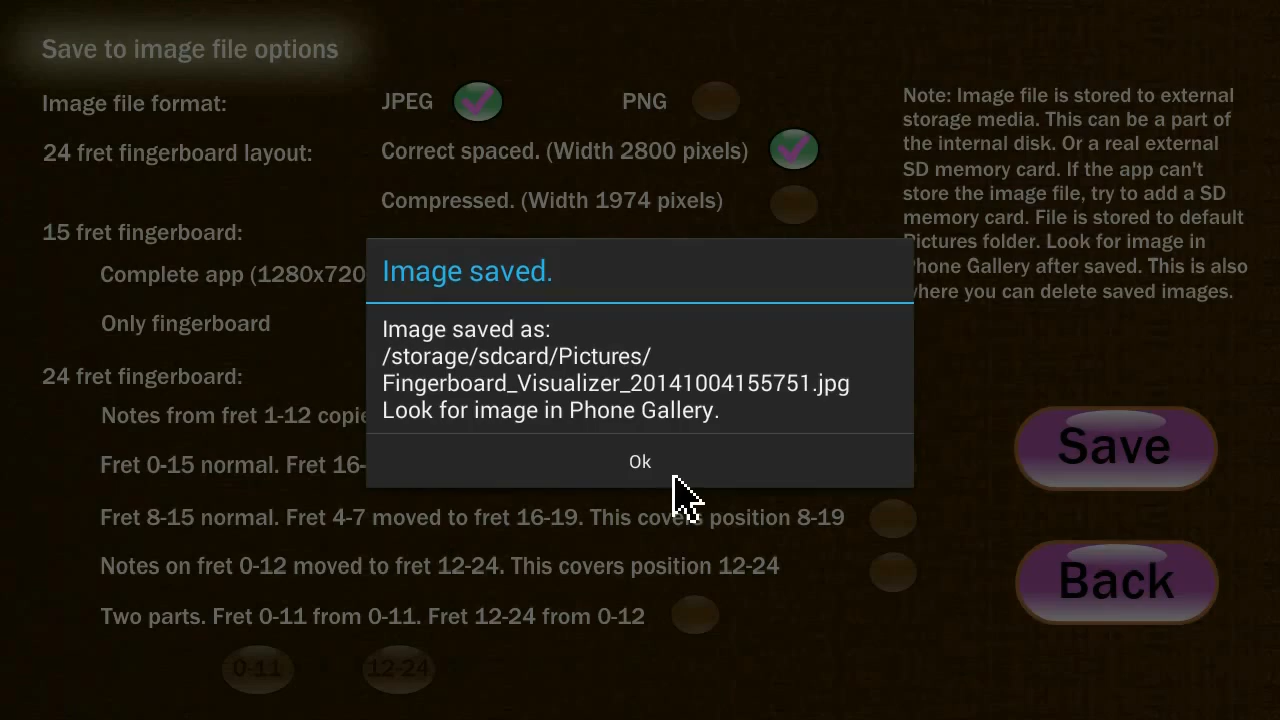 Save to image file options
Image file format:
JPEG
PNG
24 fret fingerboard layout:
Correct spaced. (Width 2800 pixels)
Compressed. (Width 1974 pixels)
Note: Image file is stored to external
storage media. This can be a part of
the internal disk. Or a real external
SD memory card. If the app can't
store the image file, try to add a SD
memory card. File is stored to default
Pictures folder. Look for image in
Phone Gallery after saved. This is also
where you can delete saved images.
15 fret fingerboard:
Complete app (1280x720
Only fingerboard
24 fret fingerboard:
Notes from fret 1-12 copie
Fret 0-15 normal. Fret 16-
Fret 8-15 normal. Fret 4-7 moved to fret 16-19. This covers position 8-19
Notes on fret 0-12 moved to fret 12-24. This covers position 12-24
Two parts. Fret 0-11 from 0-11. Fret 12-24 from 0-12
0-11
12-24
Image saved.
Image saved as:
/storage/sdcard/Pictures/
Fingerboard_Visualizer_20141004155751.jpg
Look for image in Phone Gallery.
Ok
Save
Back